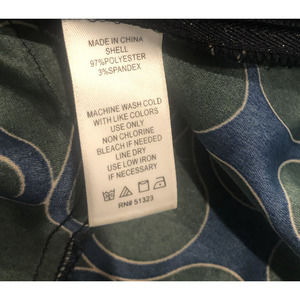 MADE IN CHINA
SHELL
97%POLYESTER
3%SPANDEX
MACHINE WASH COLD
WITH LIKE COLORS
USE ONLY
NON CHLORINE
BLEACH IF NEEDED
LINE DRY
USE LOW IRON
IF NECESSARY
RN# 51323